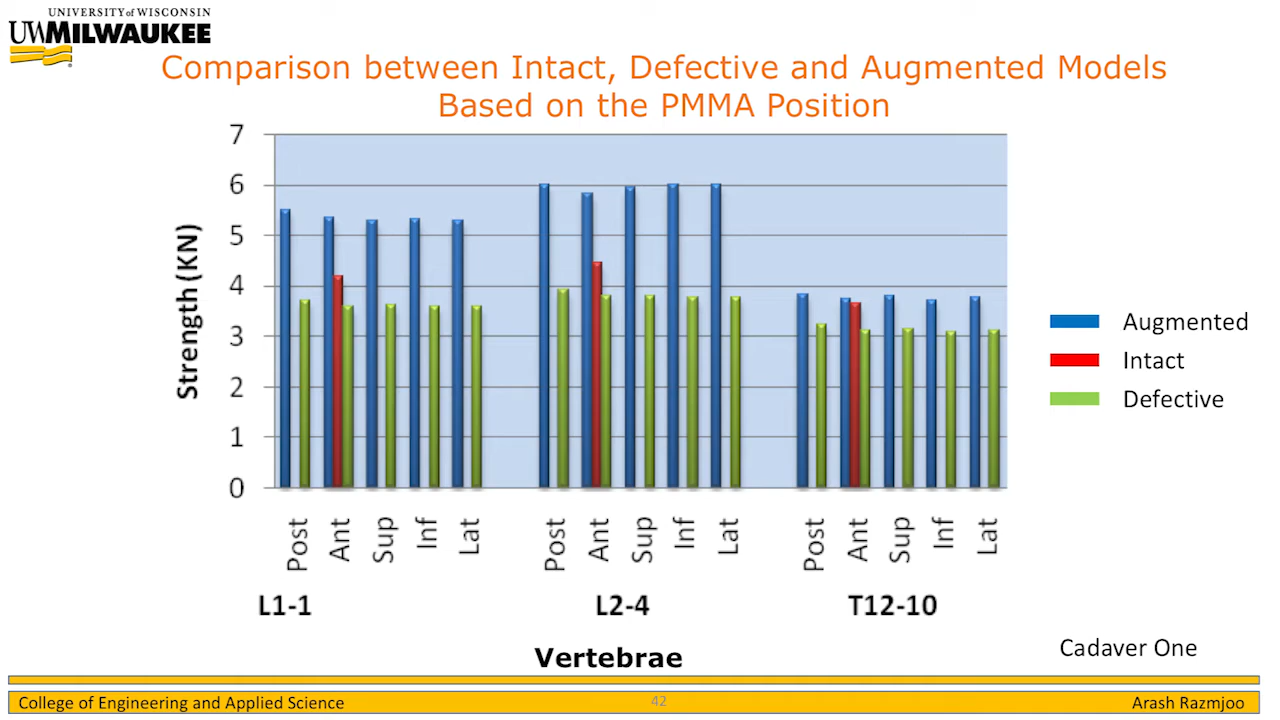 UNIVERSITY of WISCONSIN
UWMILWAUKEE
Comparison between Intact, Defective and Augmented Models
Based on the PMMA Position
7
6
5
4
3
2
1
0
Strength (KN)
Augmented
Intact
Defective
Post Ant Sup Inf Lat Post Ant Sup Inf Lat Post Ant Sup Inf Lat
L1-1 L2-4 T12-10
Vertebrae
Cadaver One
College of Engineering and Applied Science 42 Arash Razmjoo